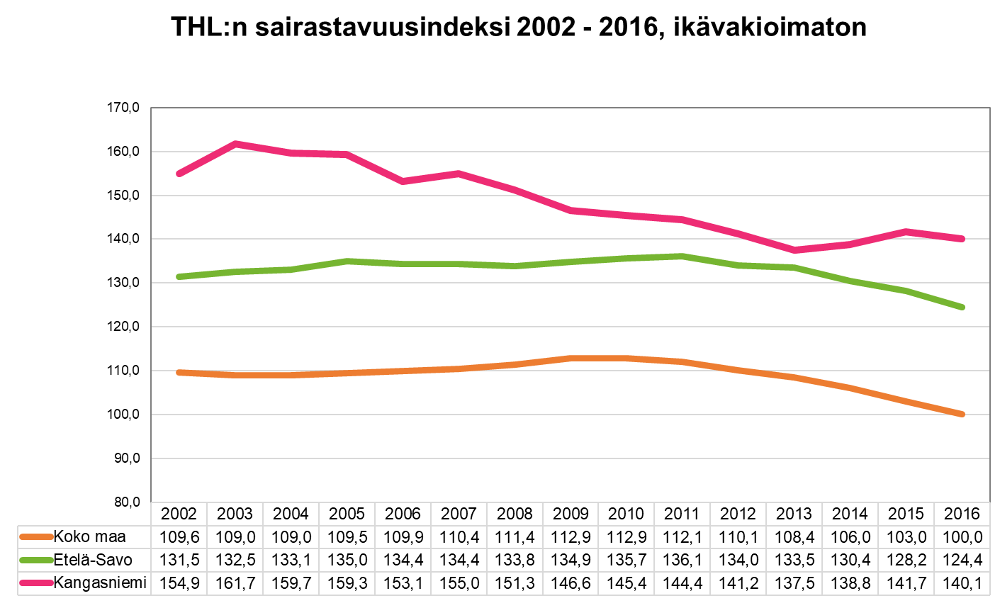 THL:n sairastavuusindeksi 2002 - 2016, ikävakioimaton
170,0
160,0
150,0
140,0
130,0
120,0
110,0
100,0
90,0
80,0
2002 2003 2004 2005 2006 2007 2008 2009 2010 2011 2012 2013 2014 2015 2016
Koko maa 109,6 109,0 109,0 109,5 109,9 110,4 111,4 112,9 112,9 112,1 110,1 108,4 106,0 103,0 100,0
Etelä-Savo 131,5 132,5 133,1 135,0 134,4 134,4 133,8 134,9 135,7 136,1 134,0 133,5 130,4 128,2 124,4
Kangasniemi 154,9 161,7 159,7 159,3 153,1 155,0 151,3 146,6 145,4 144,4 141,2 137,5 138,8 141,7 140,1